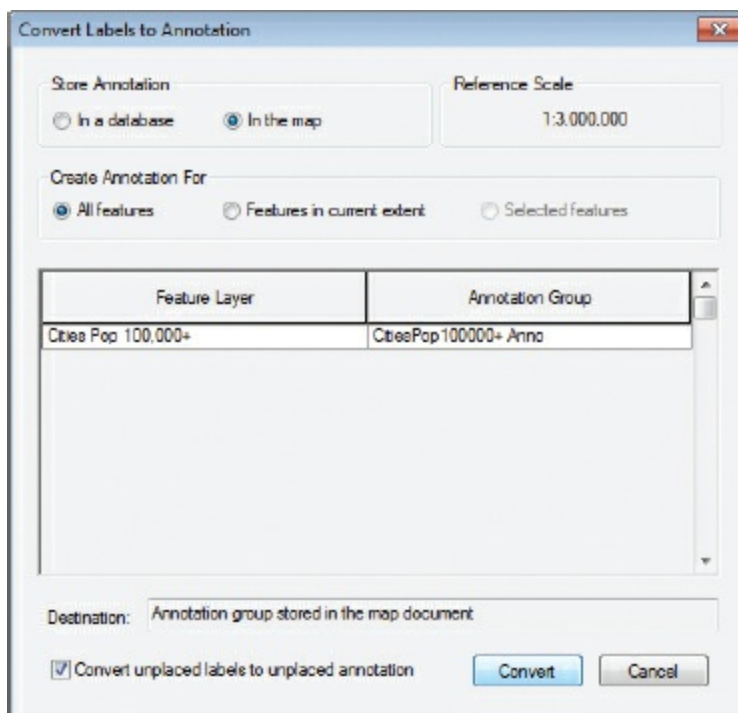 Convert Labels to Annotation
Store Annotation
In a database
In the map
Reference Scale
1:3,000,000
Create Annotation For
All features
Features in current extent
Selected features
Feature Layer
Annotation Group
Cities Pop 100,000+
CitiesPop100000+ Anno
Destination:
Annotation group stored in the map document
Convert unplaced labels to unplaced annotation
Convert
Cancel